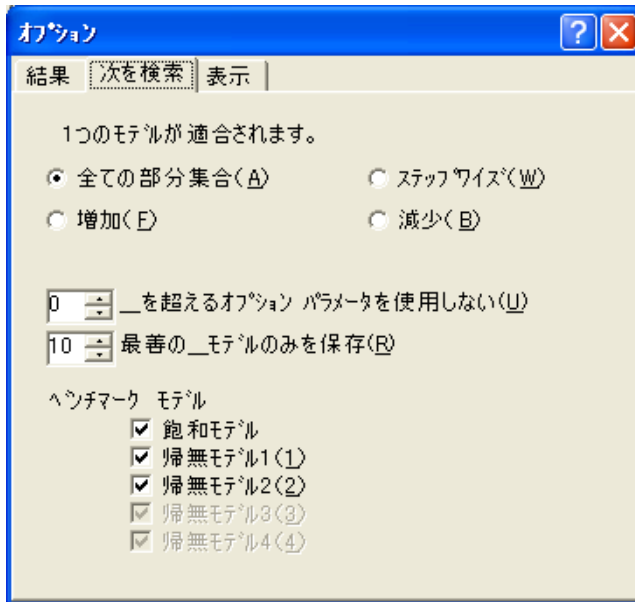 オプション
結果 次を検索 表示
1つのモデルが適合されます。
全ての部分集合(A) ステップワイズ(W)
増加(F) 減少(B)
0 __を超えるオプション パラメータを使用しない(U)
10 最善の__モデルのみを保存(R)
ベンチマーク モデル
飽和モデル
帰無モデル1(1)
帰無モデル2(2)
帰無モデル3(3)
帰無モデル4(4)